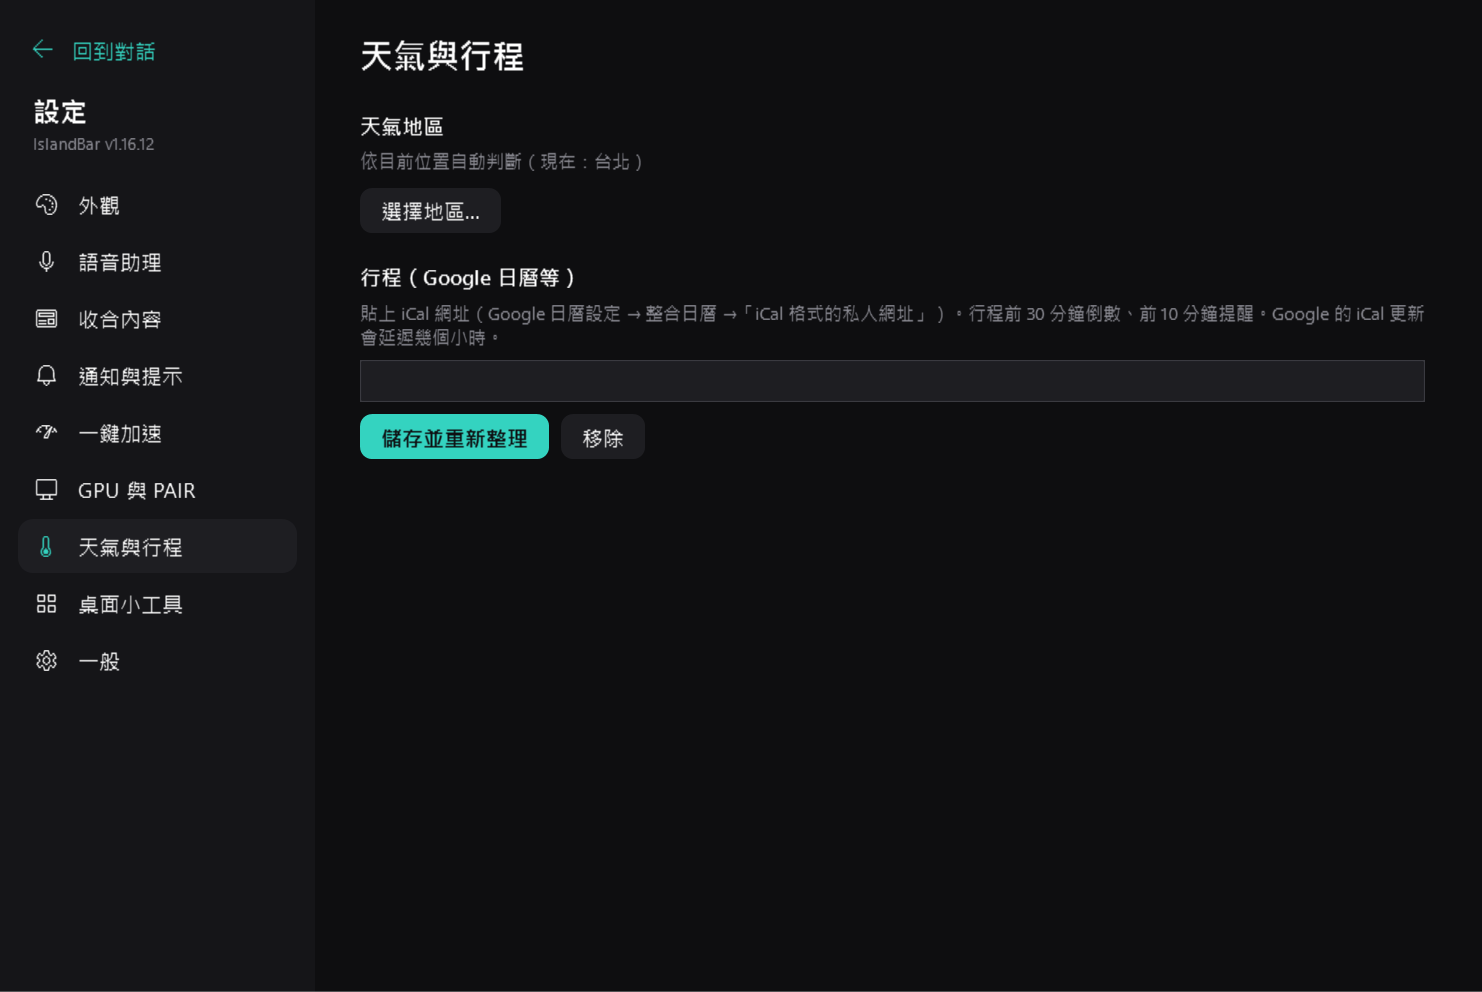 回到對話
設定
IslandBar v1.16.12
外觀
語音助理
收合內容
通知與提示
一鍵加速
GPU 與 PAIR
天氣與行程
桌面小工具
一般
天氣與行程
天氣地區
依目前位置自動判斷（現在：台北）
選擇地區...
行程（Google 日曆等）
貼上 iCal 網址（Google 日曆設定 → 整合日曆 →「iCal 格式的私人網址」）。行程前 30 分鐘倒數、前 10 分鐘提醒。Google 的 iCal 更新
會延遲幾個小時。
儲存並重新整理
移除